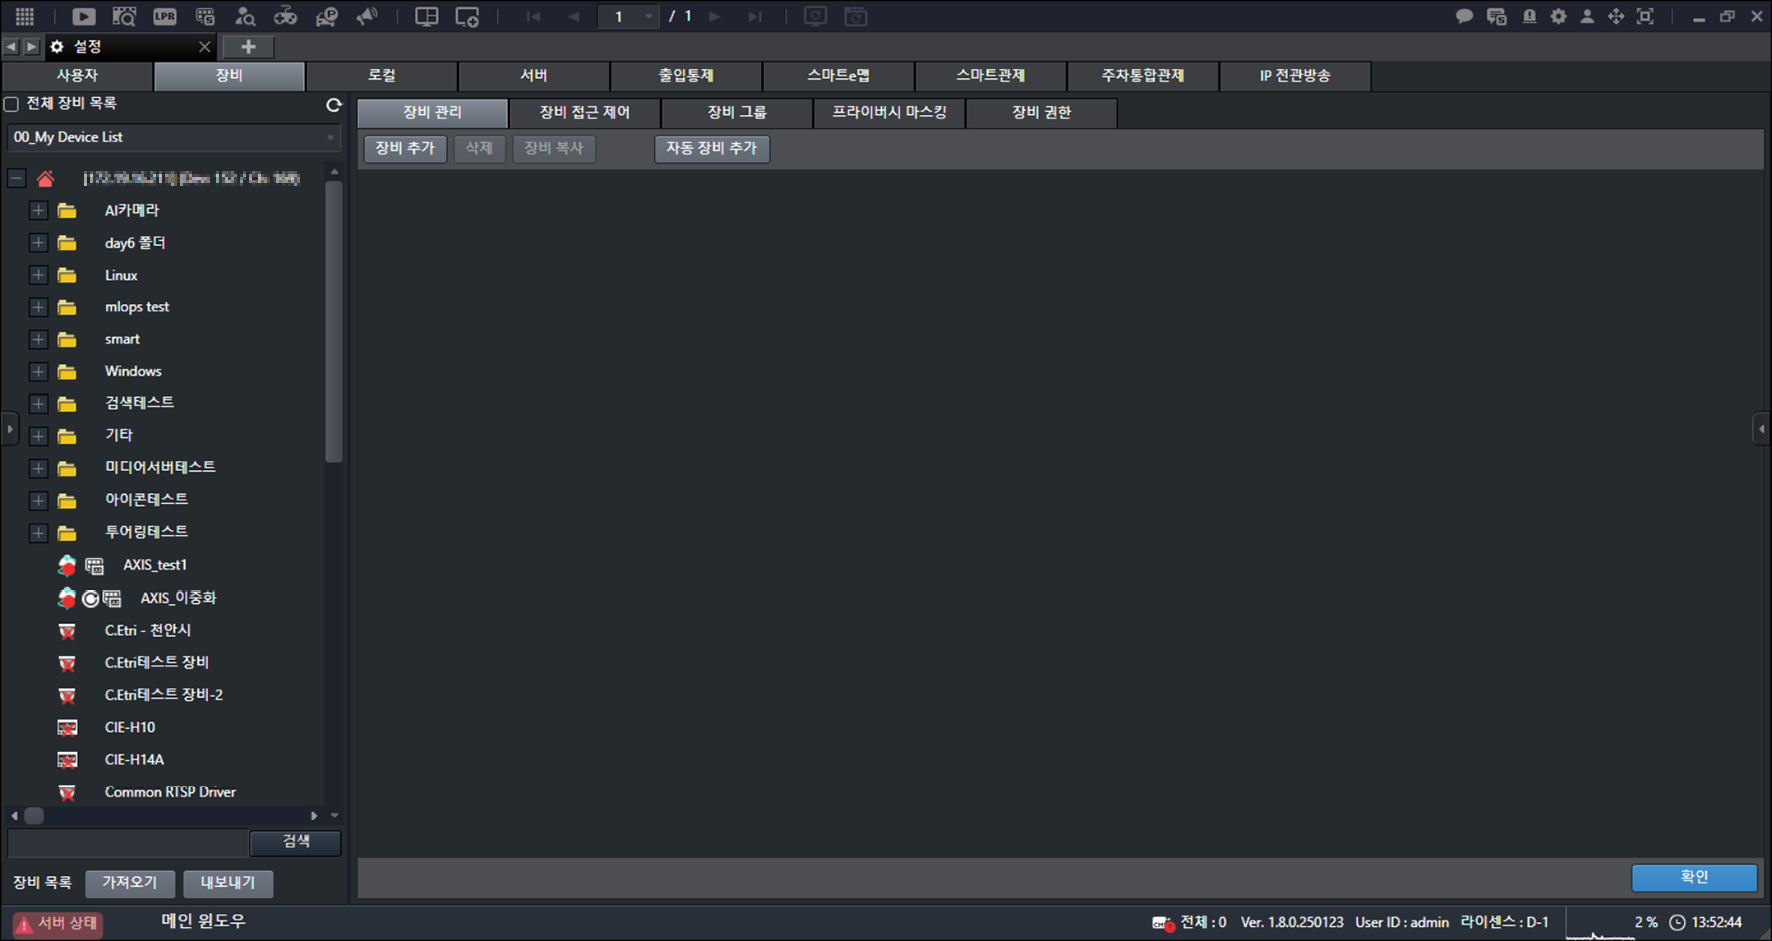 LPR
1 / 1
설정
사용자 장비 로컬 서버 출입통제 스마트e맵 스마트관제 주차통합관제 IP 전관방송
전체 장비 목록
장비 관리 장비 접근 제어 장비 그룹 프라이버시 마스킹 장비 권한
00_My Device List
장비 추가 삭제 장비 복사 자동 장비 추가
AI카메라
day6 폴더
Linux
mlops test
smart
Windows
검색테스트
기타
미디어서버테스트
아이콘테스트
투어링테스트
AXIS_test1
AXIS_이중화
C.Etri - 천안시
C.Etri테스트 장비
C.Etri테스트 장비-2
CIE-H10
CIE-H14A
Common RTSP Driver
검색
장비 목록 가져오기 내보내기
확인
서버 상태 메인 윈도우 전체 : 0 Ver. 1.8.0.250123 User ID : admin 라이센스 : D-1 2 % 13:52:44